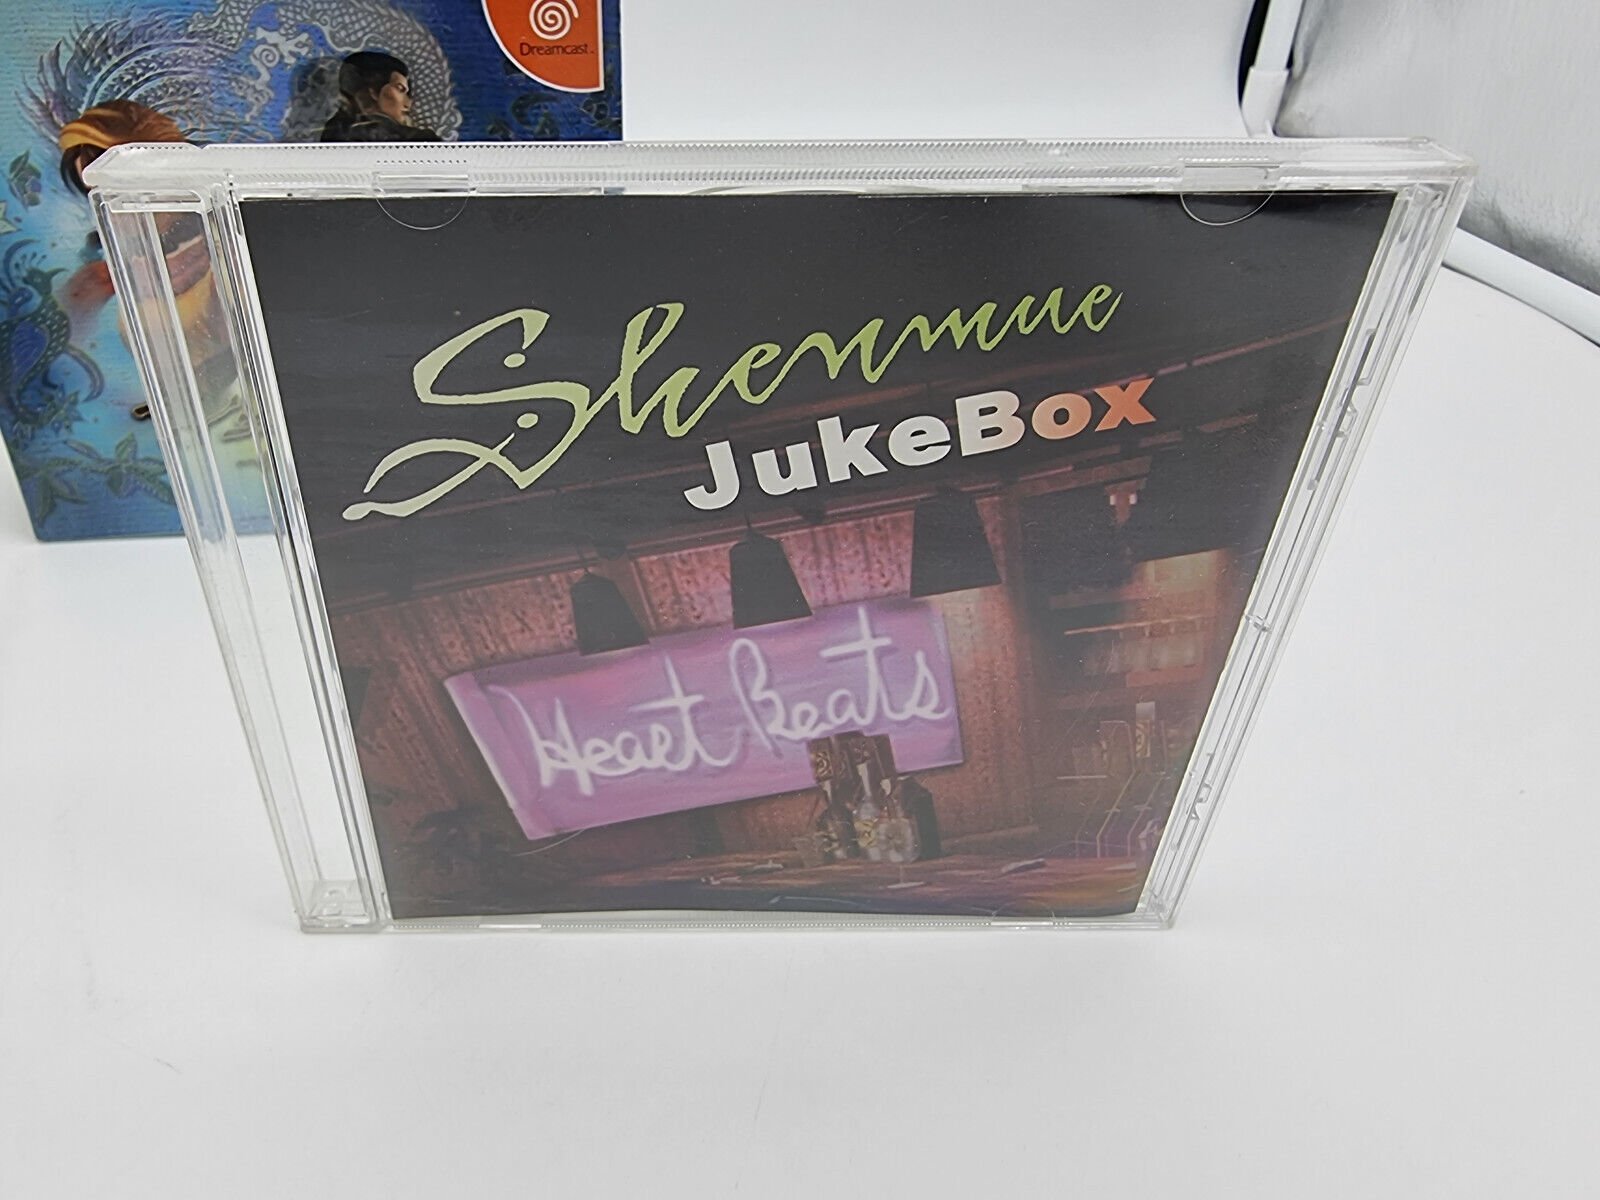 Dreamcast.
Shenmue
JukeBox
Heart Beats